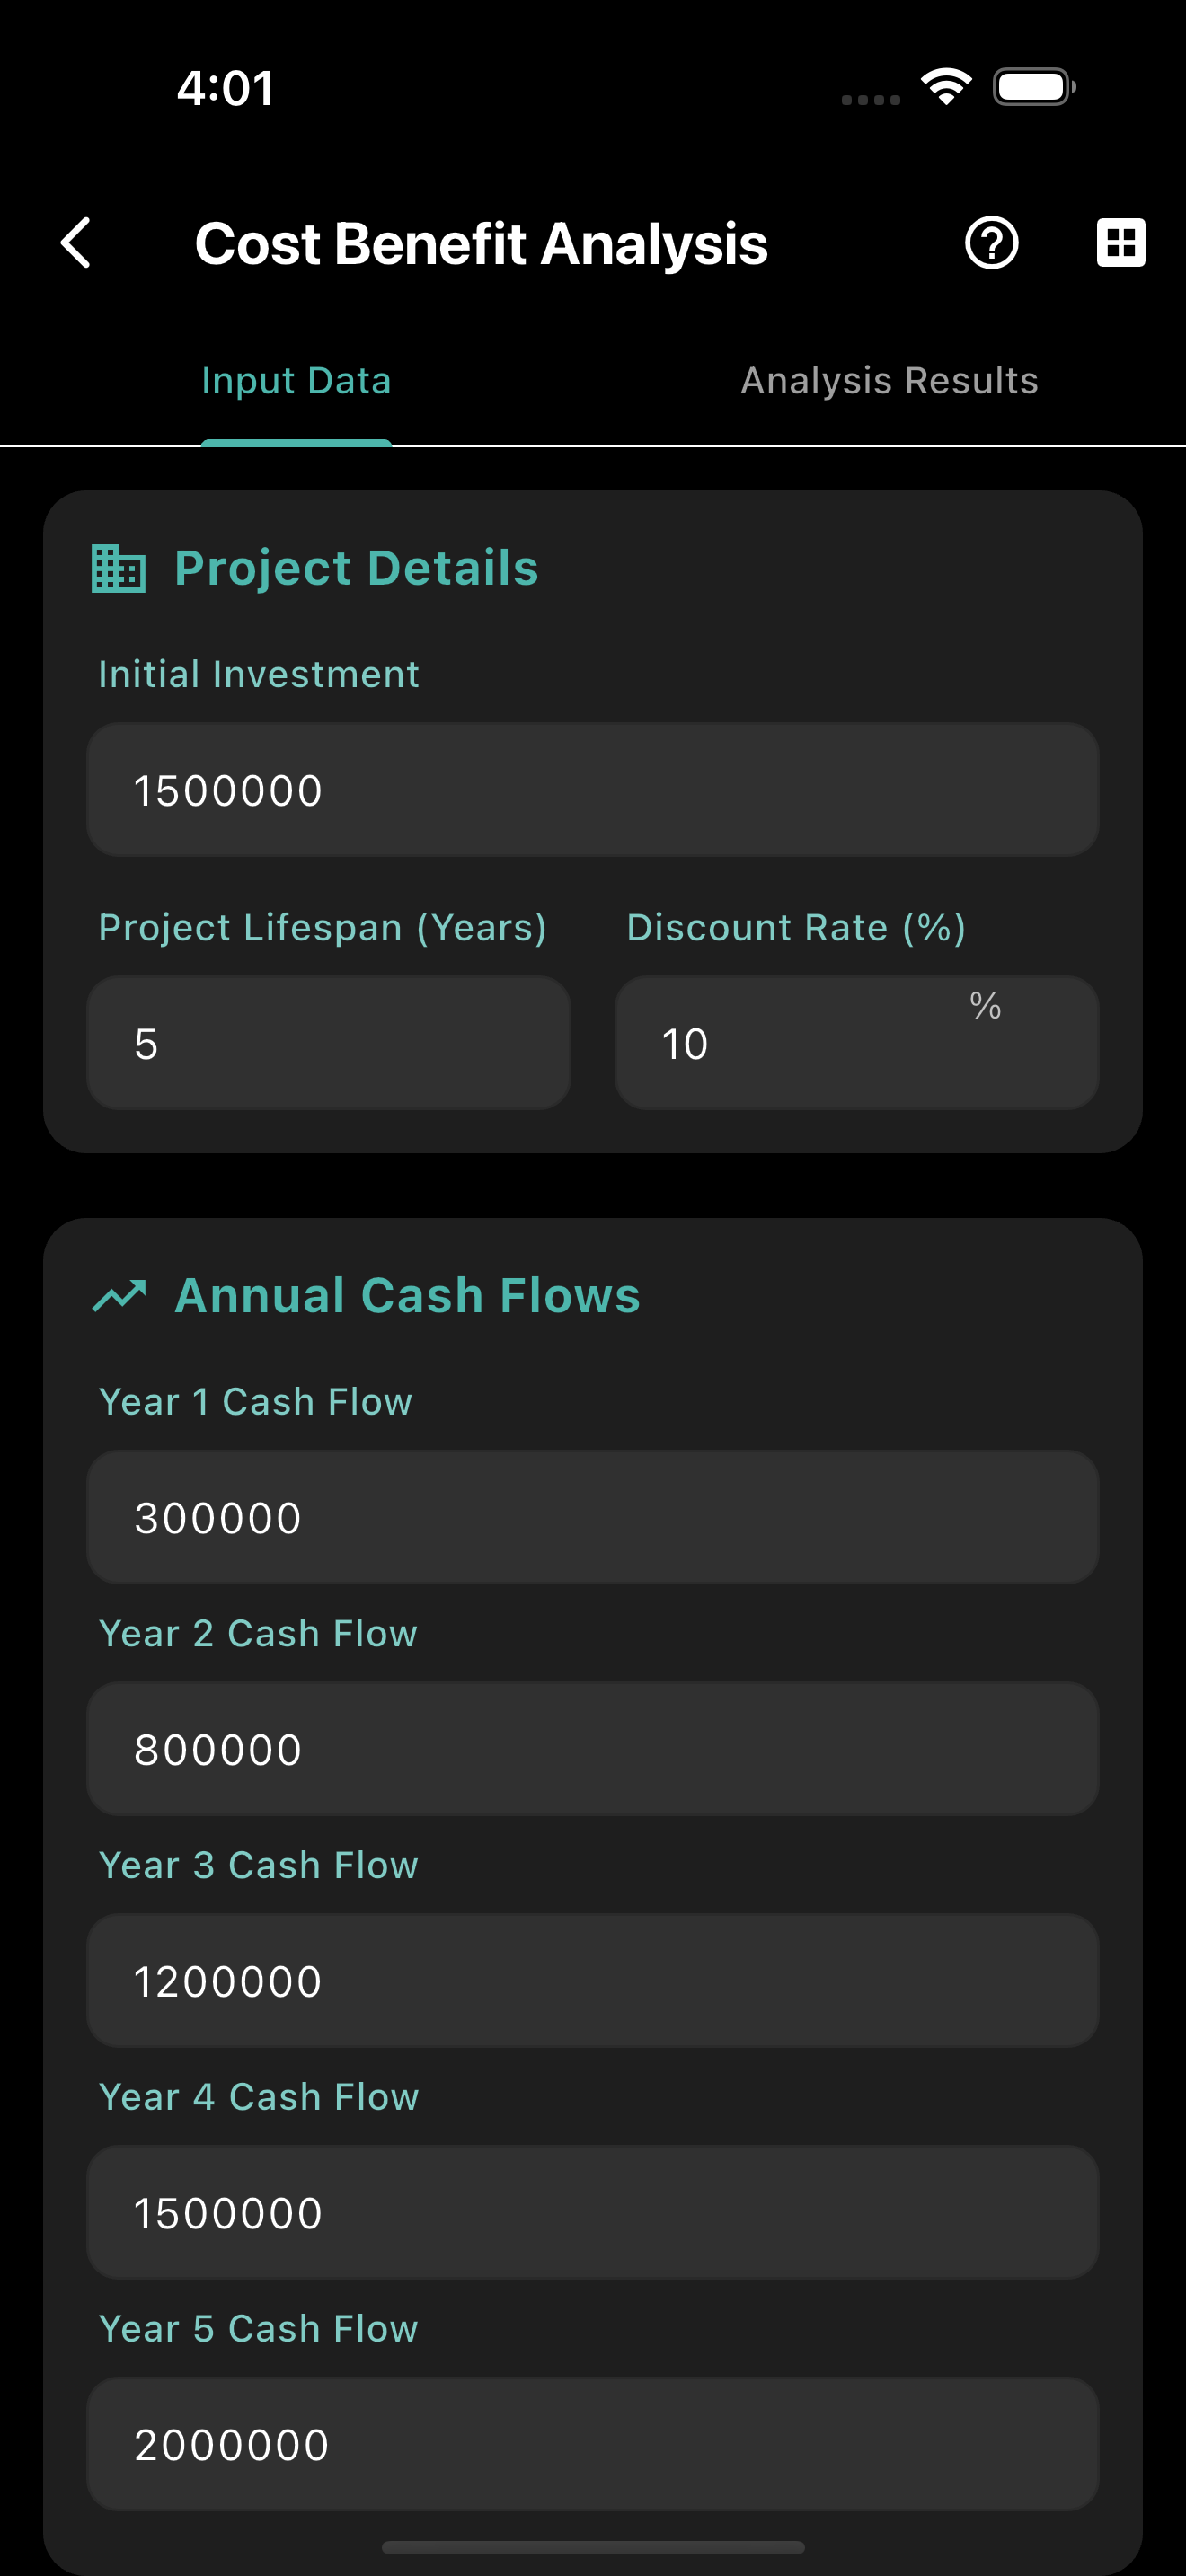 4:01
Cost Benefit Analysis
Input Data
Analysis Results
Project Details
Initial Investment
1500000
Project Lifespan (Years)
Discount Rate (%)
5
10
%
Annual Cash Flows
Year 1 Cash Flow
300000
Year 2 Cash Flow
800000
Year 3 Cash Flow
1200000
Year 4 Cash Flow
1500000
Year 5 Cash Flow
2000000